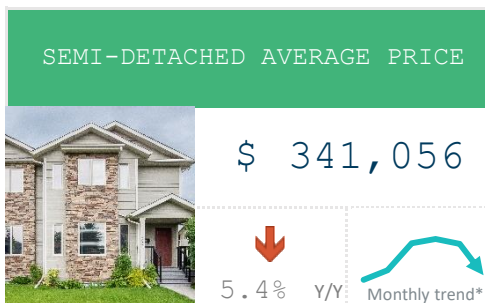 SEMI-DETACHED AVERAGE PRICE
$ 341,056
5.4% Y/Y
Monthly trend*